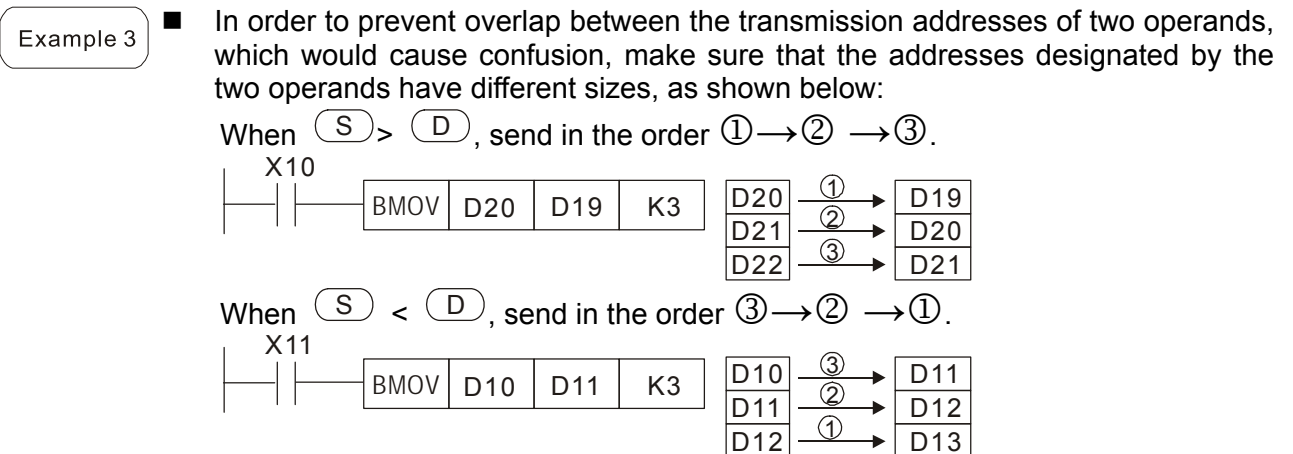 Example 3
■ In order to prevent overlap between the transmission addresses of two operands,
which would cause confusion, make sure that the addresses designated by the
two operands have different sizes, as shown below:
When S > D, send in the order ①→② →③.
X10
BMOV D20 D19 K3
D20 ① D19
D21 ② D20
D22 ③ D21
When S < D, send in the order ③→② →①.
X11
BMOV D10 D11 K3
D10 ③ D11
D11 ② D12
D12 ① D13